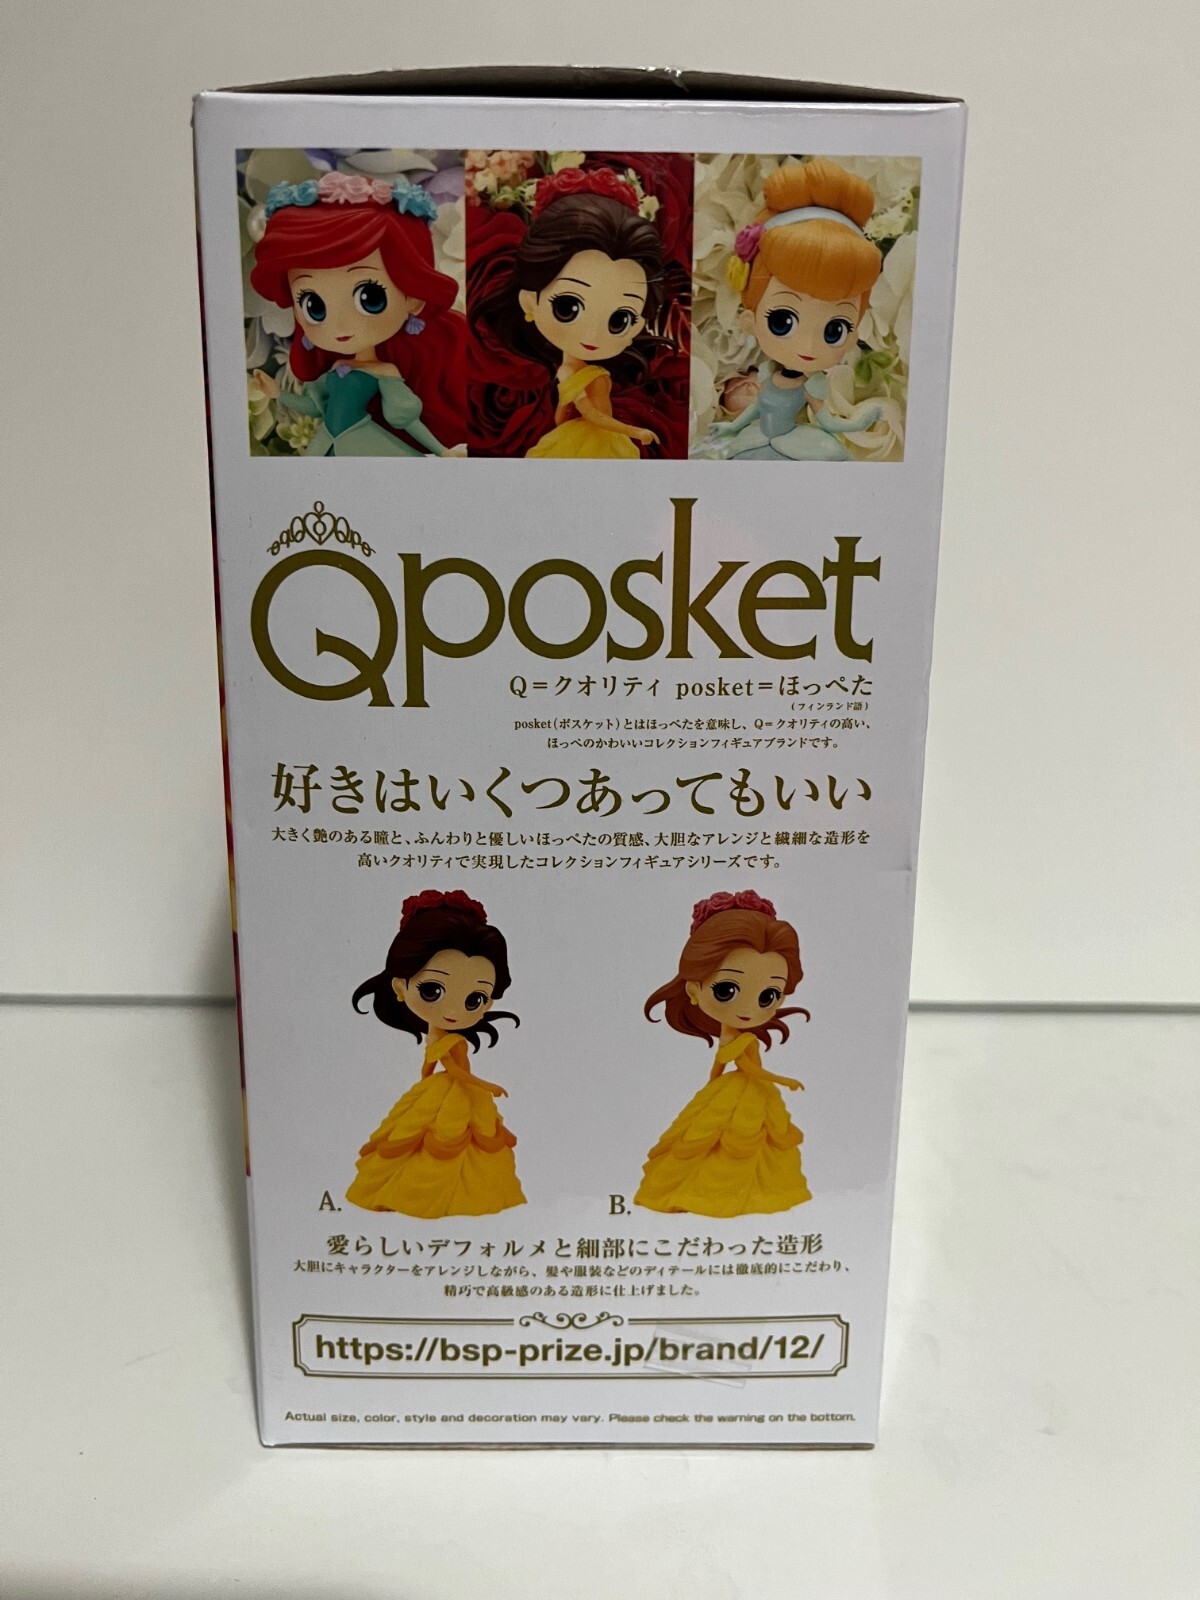 Qposket
Q=クオリティ posket=ほっぺた
(フィンランド語)
posket(ポスケット)とはほっぺたを意味し、Q=クオリティの高い、
ほっぺのかわいいコレクションフィギュアブランドです。
好きはいくつあってもいい
大きく艶のある瞳と、ふんわりと優しいほっぺたの質感、大胆なアレンジと繊細な造形を
高いクオリティで実現したコレクションフィギュアシリーズです。
A.
B.
愛らしいデフォルメと細部にこだわった造形
大胆にキャラクターをアレンジしながら、髪や服装などのディテールには徹底的にこだわり、
精巧で高級感のある造形に仕上げました。
https://bsp-prize.jp/brand/12/
Actual size, color, style and decoration may vary. Please check the warning on the bottom.